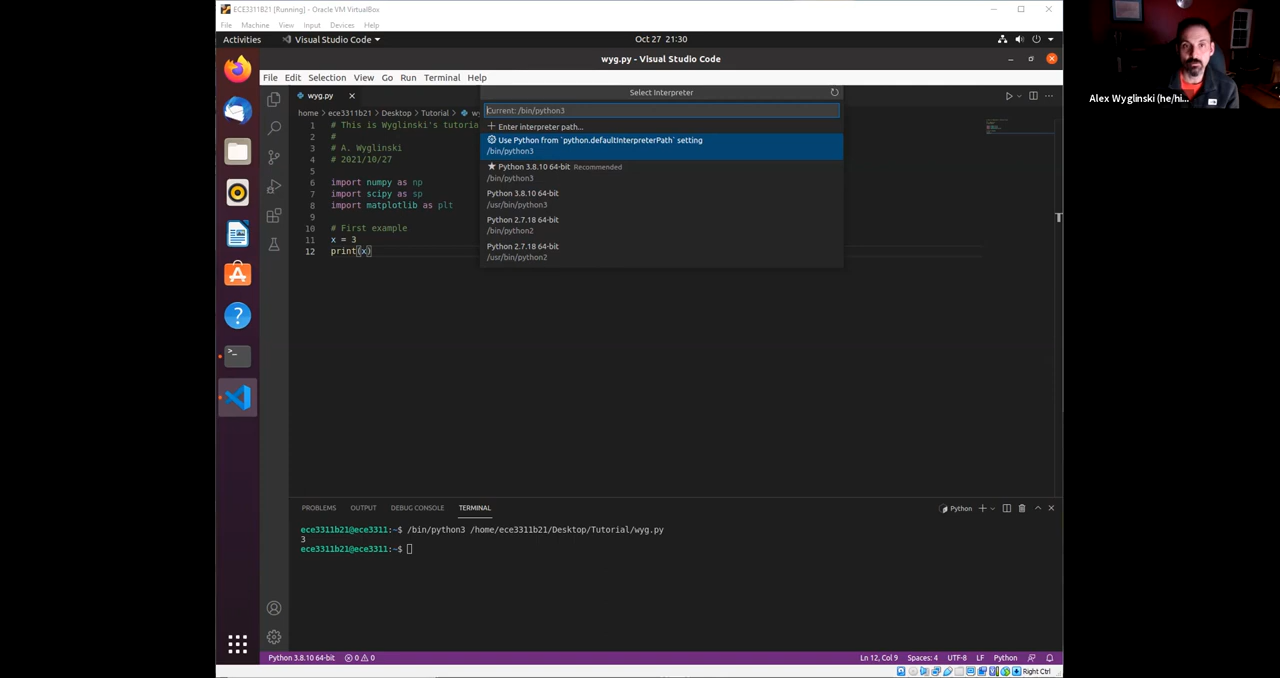 ECE3311B21 [Running] - Oracle VM VirtualBox
File Machine View Input Devices Help
Activities Visual Studio Code Oct 27 21:30
wyg.py - Visual Studio Code
File Edit Selection View Go Run Terminal Help
wyg.py
Select Interpreter
Current: /bin/python3
+ Enter interpreter path...
Use Python from `python.defaultInterpreterPath` setting
/bin/python3
★ Python 3.8.10 64-bit Recommended
/bin/python3
Python 3.8.10 64-bit
/usr/bin/python3
Python 2.7.18 64-bit
/bin/python2
Python 2.7.18 64-bit
/usr/bin/python2
home > ece3311b21 > Desktop > Tutorial >
1 # This is Wyglinski's tutoria
2 #
3 # A. Wyglinski
4 # 2021/10/27
5
6 import numpy as np
7 import scipy as sp
8 import matplotlib as plt
9
10 # First example
11 x = 3
12 print(x)
PROBLEMS OUTPUT DEBUG CONSOLE TERMINAL
Python
ece3311b21@ece3311:~$ /bin/python3 /home/ece3311b21/Desktop/Tutorial/wyg.py
3
ece3311b21@ece3311:~$
Python 3.8.10 64-bit 0 0 Ln 12, Col 9 Spaces: 4 UTF-8 LF Python
Right Ctrl
Alex Wyglinski (he/hi...